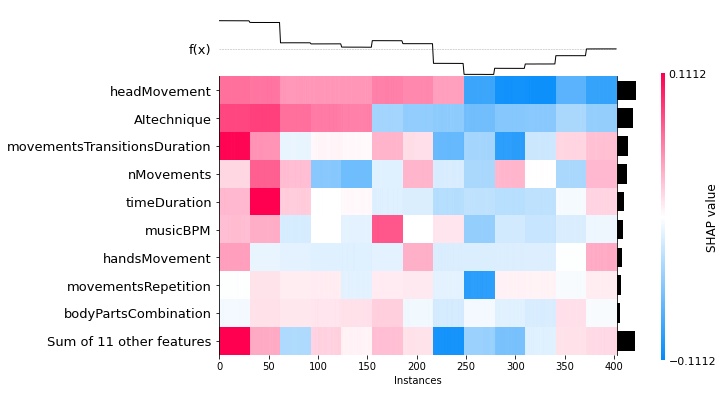 f(x)
0.1112
headMovement
AItechnique
movementsTransitionsDuration
nMovements
timeDuration
musicBPM
handsMovement
movementsRepetition
bodyPartsCombination
Sum of 11 other features
SHAP value
-0.1112
0 50 100 150 200 250 300 350 400
Instances